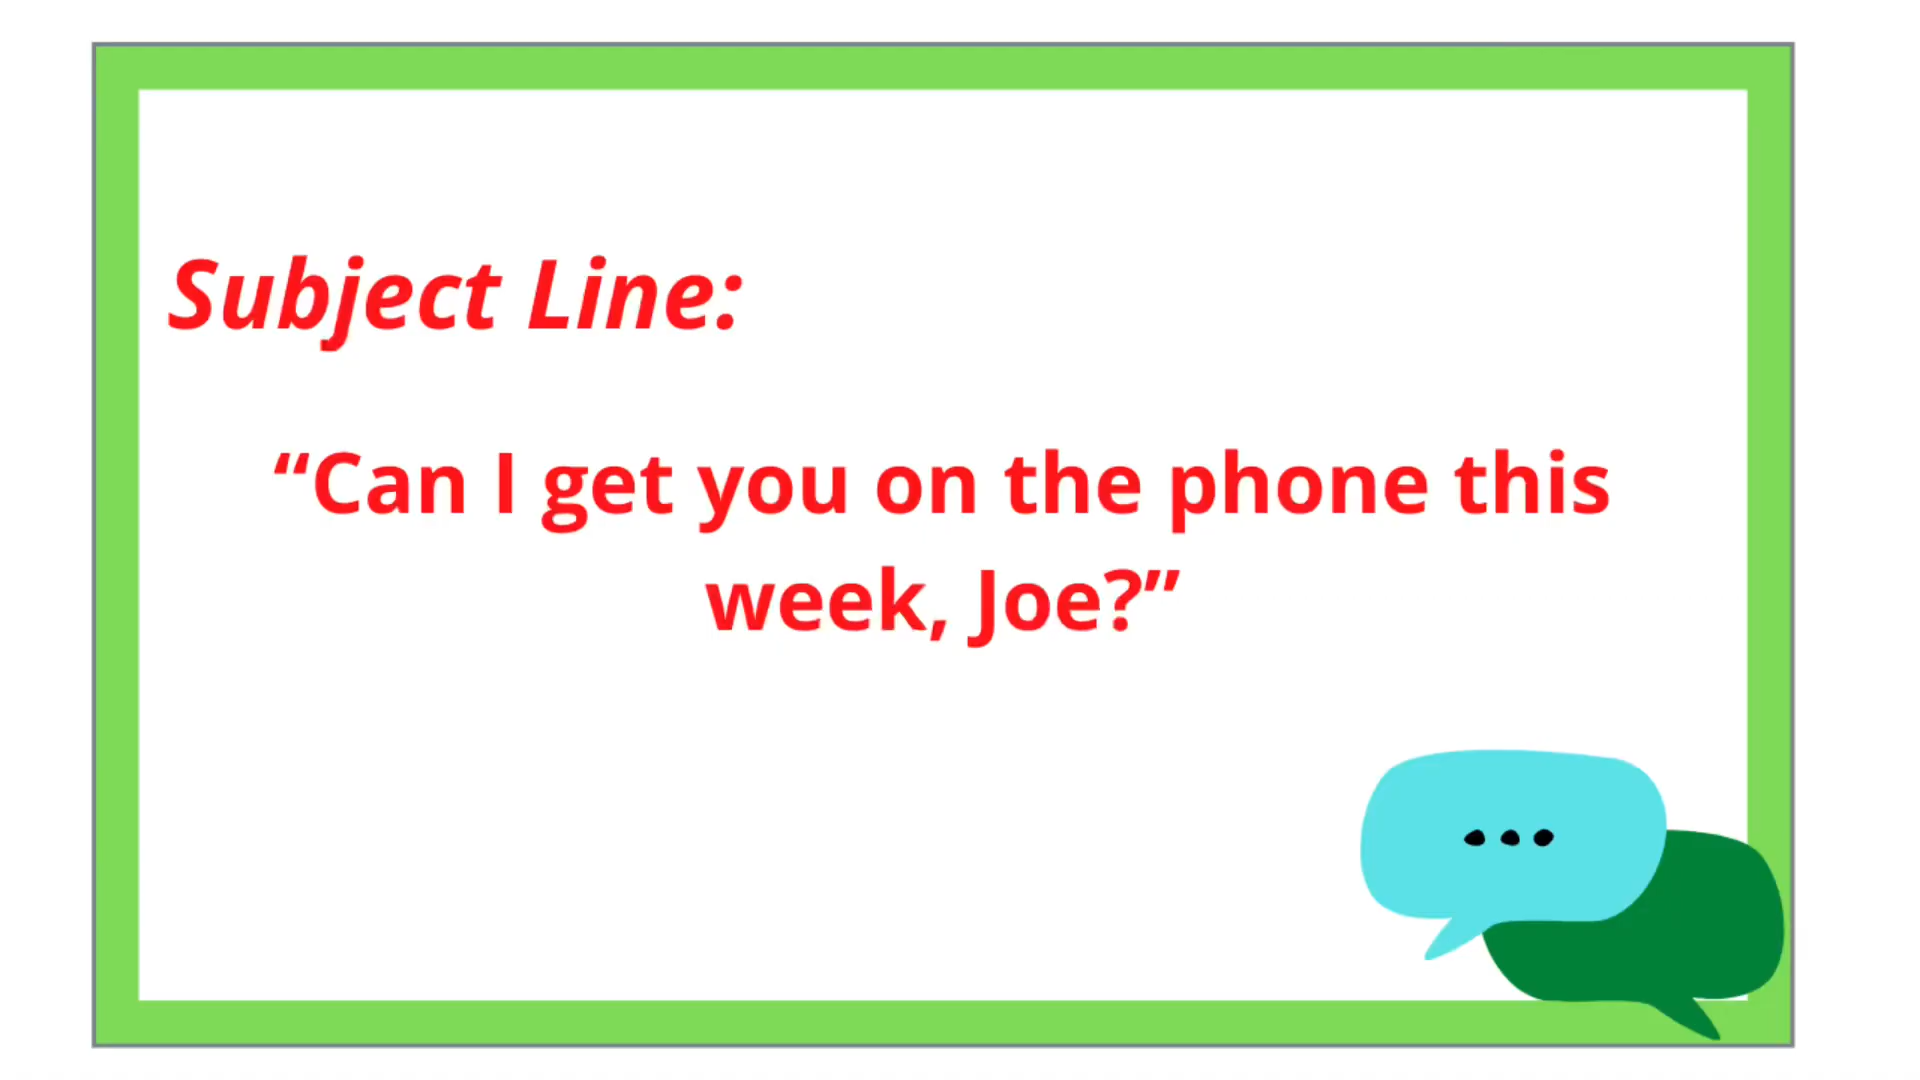 Subject Line:
“Can I get you on the phone this
week, Joe?”